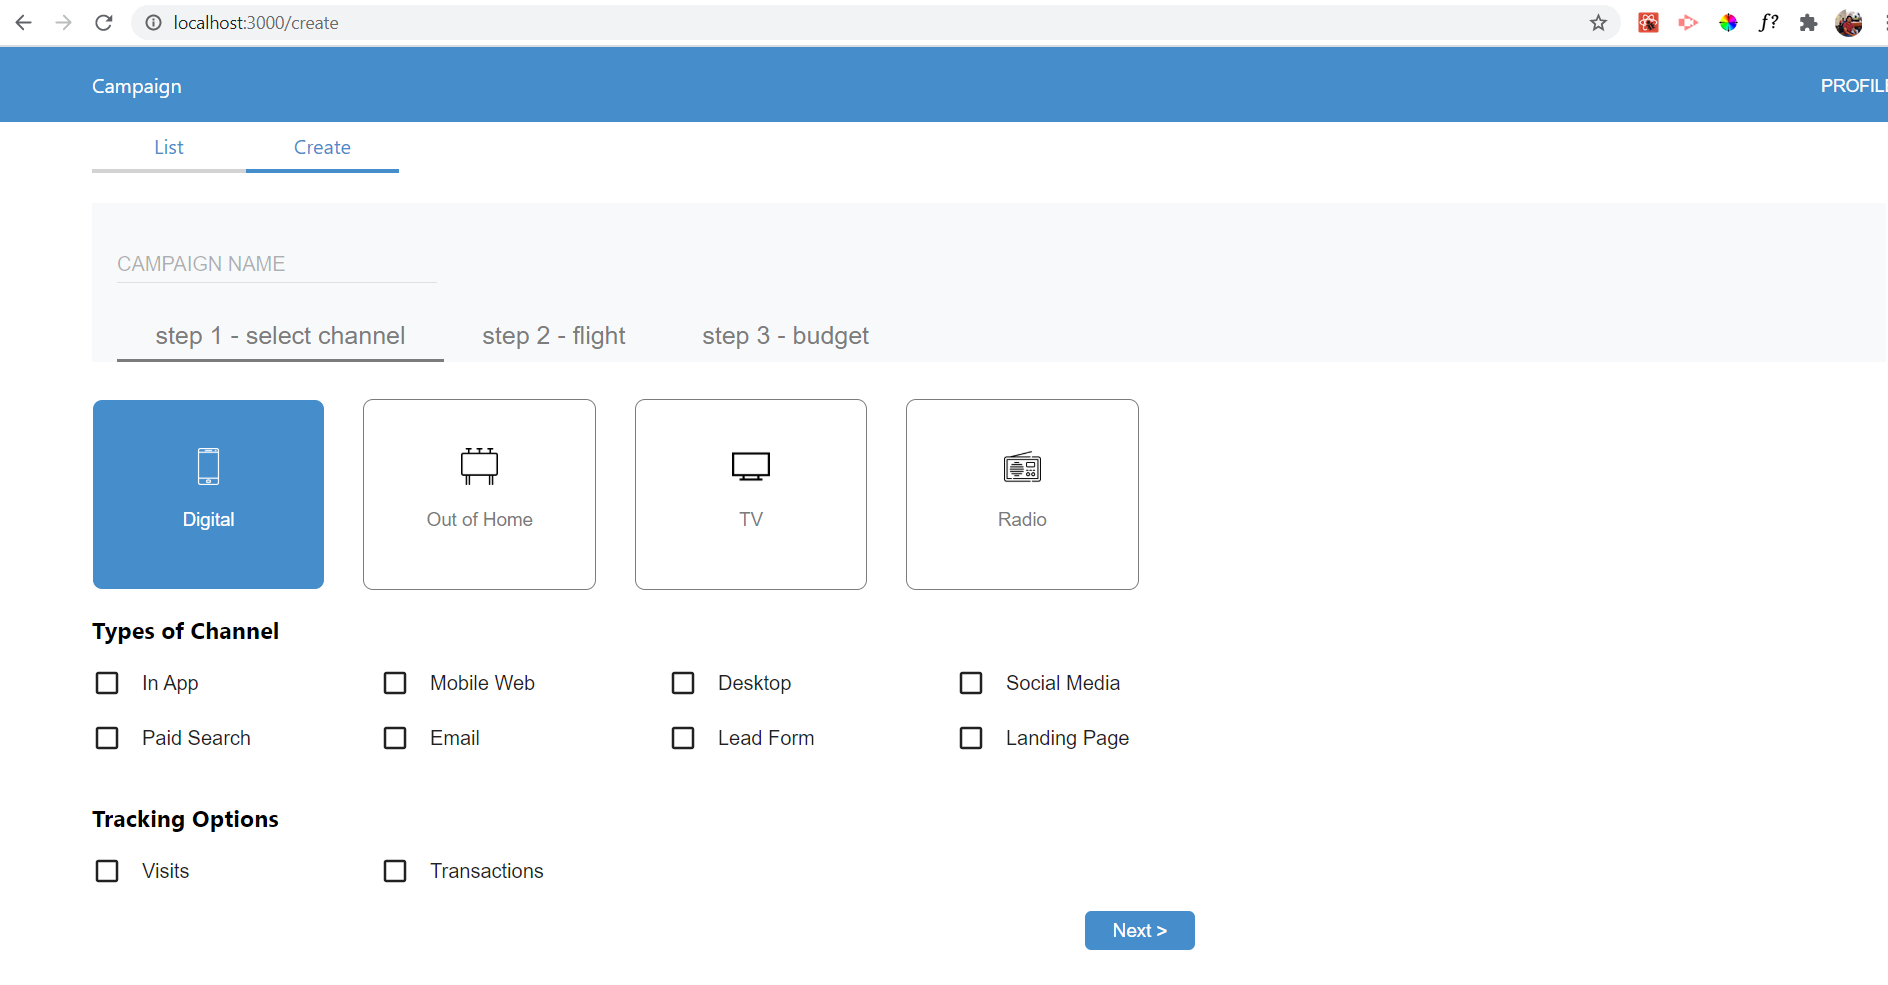 localhost:3000/create
f?
Campaign
PROFIL
List
Create
CAMPAIGN NAME
step 1 - select channel
step 2 - flight
step 3 - budget
Digital
Out of Home
TV
Radio
Types of Channel
In App
Mobile Web
Desktop
Social Media
Paid Search
Email
Lead Form
Landing Page
Tracking Options
Visits
Transactions
Next >